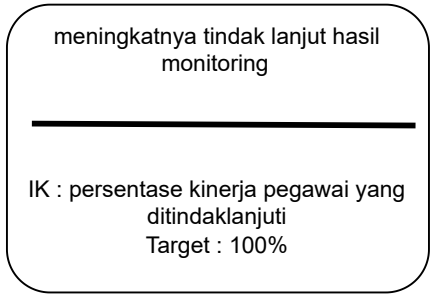 meningkatnya tindak lanjut hasil
monitoring
IK : persentase kinerja pegawai yang
ditindaklanjuti
Target : 100%